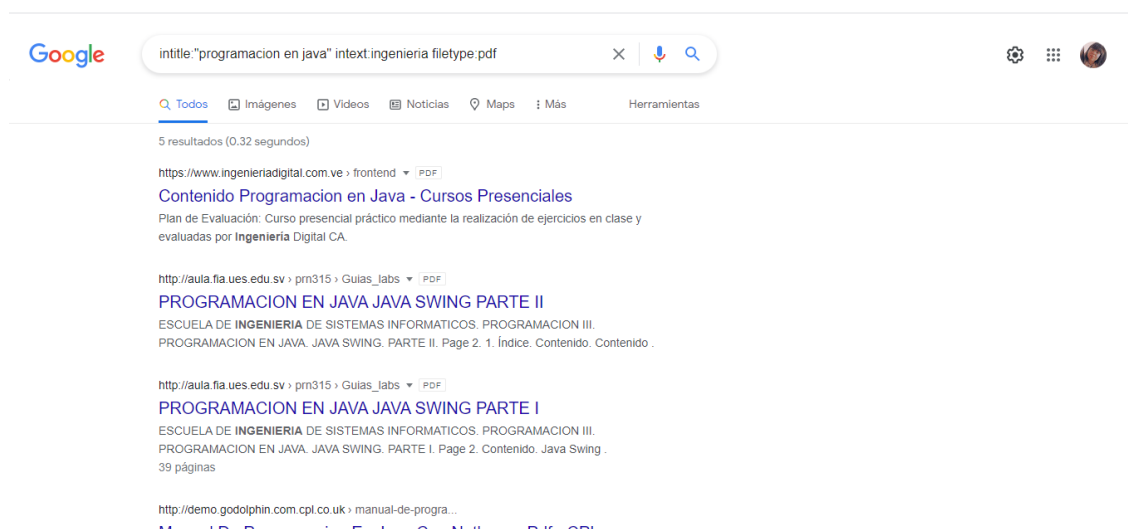 Google
intitle:"programacion en java" intext:ingenieria filetype:pdf
Todos Imágenes Videos Noticias Maps Más Herramientas
5 resultados (0.32 segundos)
https://www.ingenieriadigital.com.ve › frontend PDF
Contenido Programacion en Java - Cursos Presenciales
Plan de Evaluación: Curso presencial práctico mediante la realización de ejercicios en clase y
evaluadas por Ingeniería Digital CA.
http://aula.fia.ues.edu.sv › prn315 › Guias_labs PDF
PROGRAMACION EN JAVA JAVA SWING PARTE II
ESCUELA DE INGENIERIA DE SISTEMAS INFORMATICOS. PROGRAMACION III.
PROGRAMACION EN JAVA. JAVA SWING. PARTE II. Page 2. 1. Índice. Contenido. Contenido .
http://aula.fia.ues.edu.sv › prn315 › Guias_labs PDF
PROGRAMACION EN JAVA JAVA SWING PARTE I
ESCUELA DE INGENIERIA DE SISTEMAS INFORMATICOS. PROGRAMACION III.
PROGRAMACION EN JAVA. JAVA SWING. PARTE I. Page 2. Contenido. Java Swing .
39 páginas
http://demo.godolphin.com.cpl.co.uk › manual-de-progra...